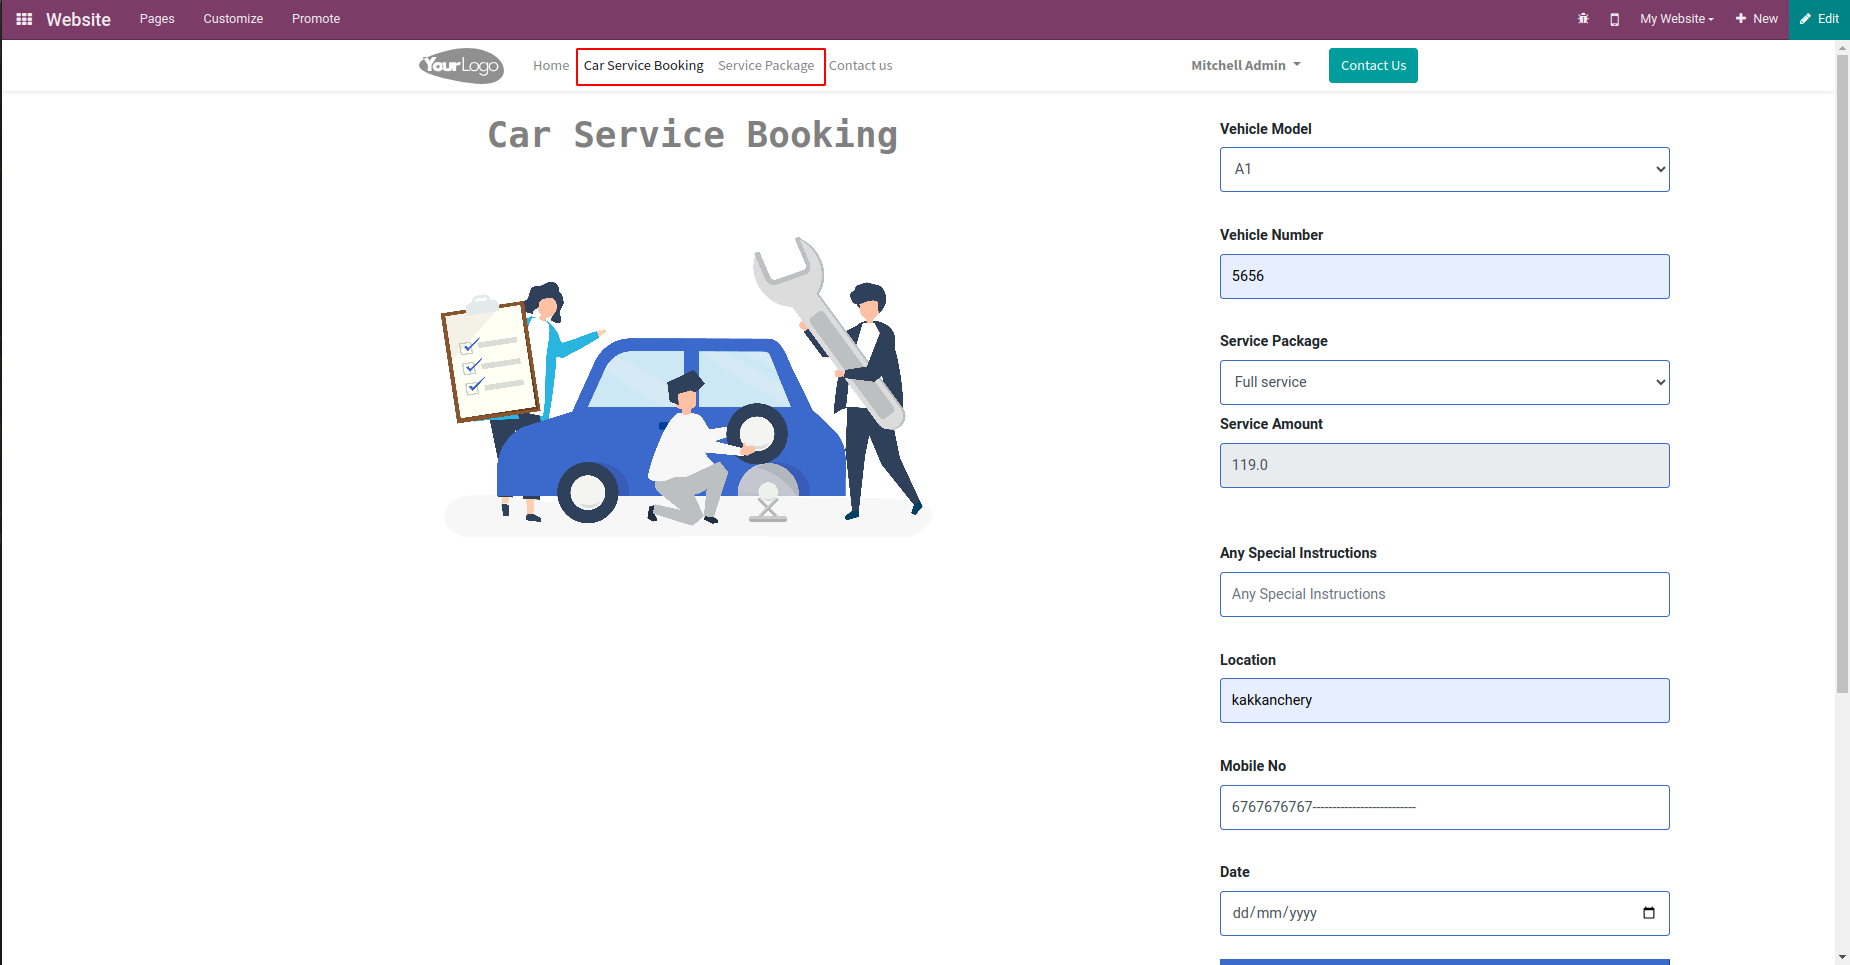 Website Pages Customize Promote My Website New Edit
YourLogo Home Car Service Booking Service Package Contact us Mitchell Admin Contact Us
Car Service Booking
Vehicle Model
A1
Vehicle Number
5656
Service Package
Full service
Service Amount
119.0
Any Special Instructions
Any Special Instructions
Location
kakkanchery
Mobile No
6767676767--------------------------
Date
dd/mm/yyyy